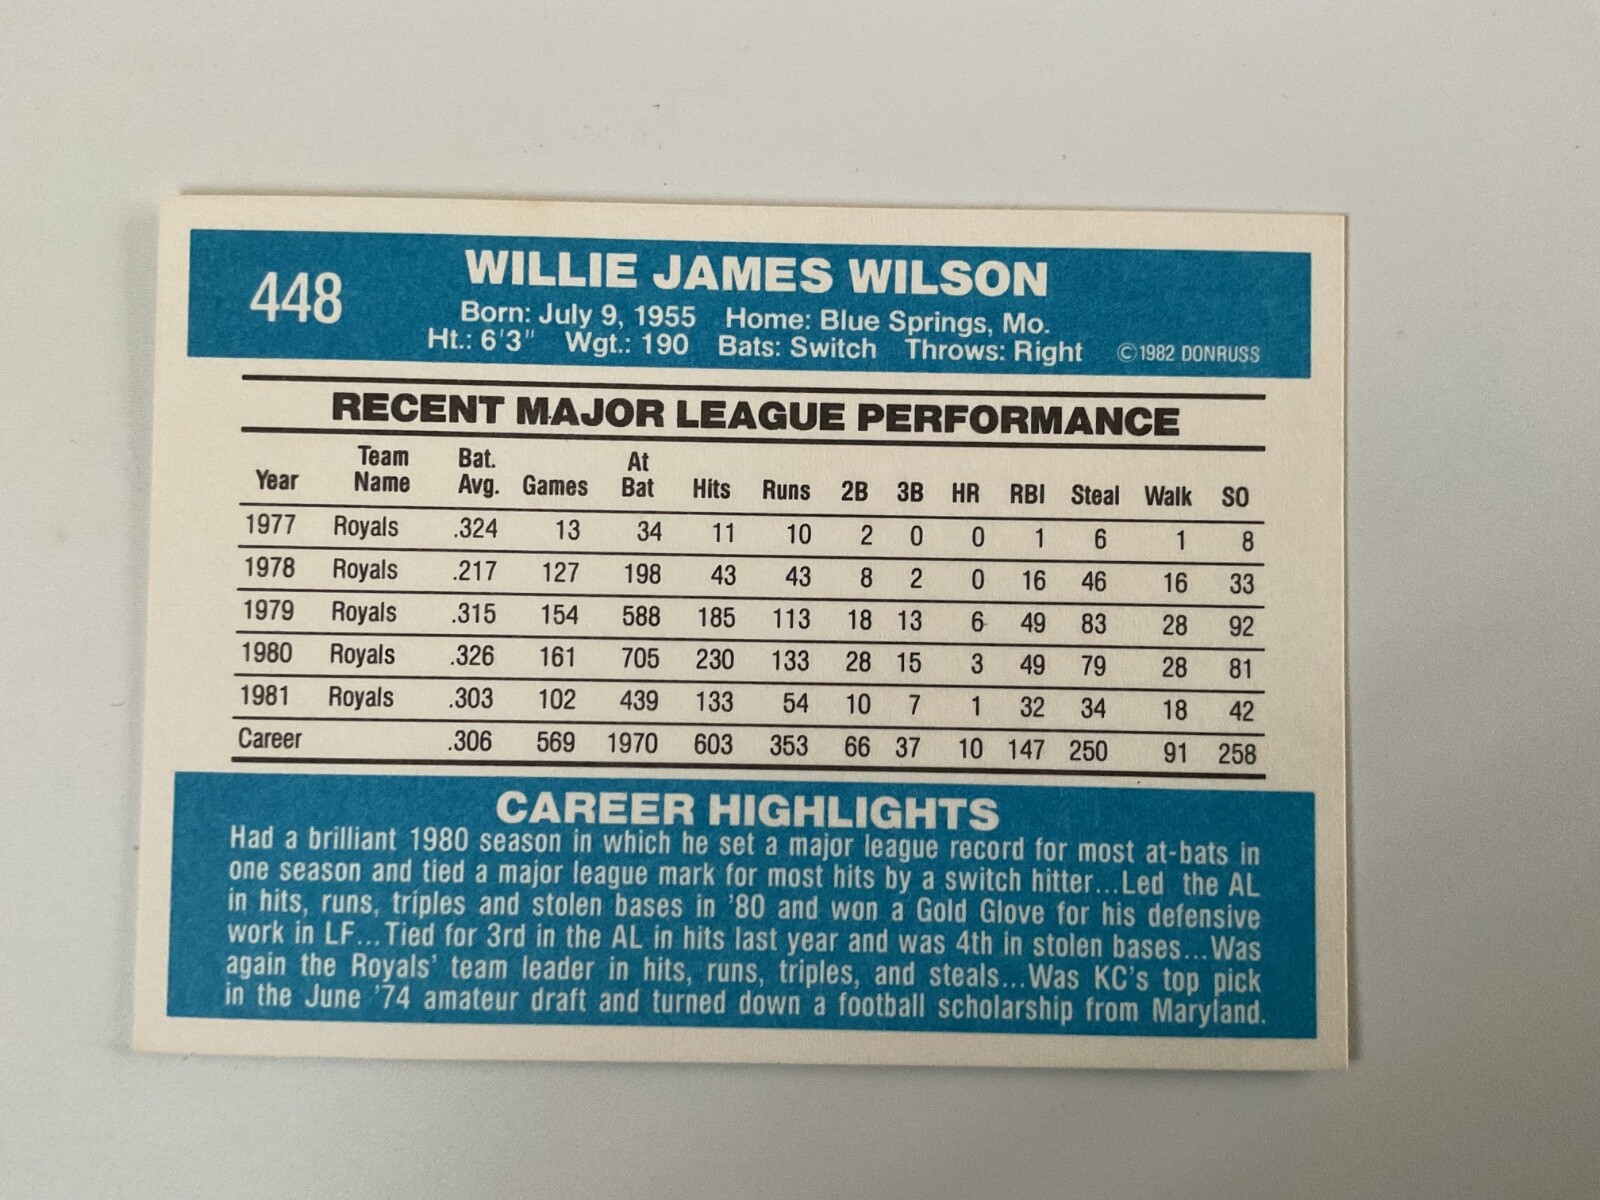 448
WILLIE JAMES WILSON
Born: July 9, 1955 Home: Blue Springs, Mo.
Ht.: 6'3" Wgt.: 190 Bats: Switch Throws: Right ©1982 DONRUSS
RECENT MAJOR LEAGUE PERFORMANCE
Year Team Name Bat. Avg. Games At Bat Hits Runs 2B 3B HR RBI Steal Walk SO
1977 Royals .324 13 34 11 10 2 0 0 1 6 1 8
1978 Royals .217 127 198 43 43 8 2 0 16 46 16 33
1979 Royals .315 154 588 185 113 18 13 6 49 83 28 92
1980 Royals .326 161 705 230 133 28 15 3 49 79 28 81
1981 Royals .303 102 439 133 54 10 7 1 32 34 18 42
Career .306 569 1970 603 353 66 37 10 147 250 91 258
CAREER HIGHLIGHTS
Had a brilliant 1980 season in which he set a major league record for most at-bats in
one season and tied a major league mark for most hits by a switch hitter...Led the AL
in hits, runs, triples and stolen bases in '80 and won a Gold Glove for his defensive
work in LF...Tied for 3rd in the AL in hits last year and was 4th in stolen bases...Was
again the Royals' team leader in hits, runs, triples, and steals...Was KC's top pick
in the June '74 amateur draft and turned down a football scholarship from Maryland.